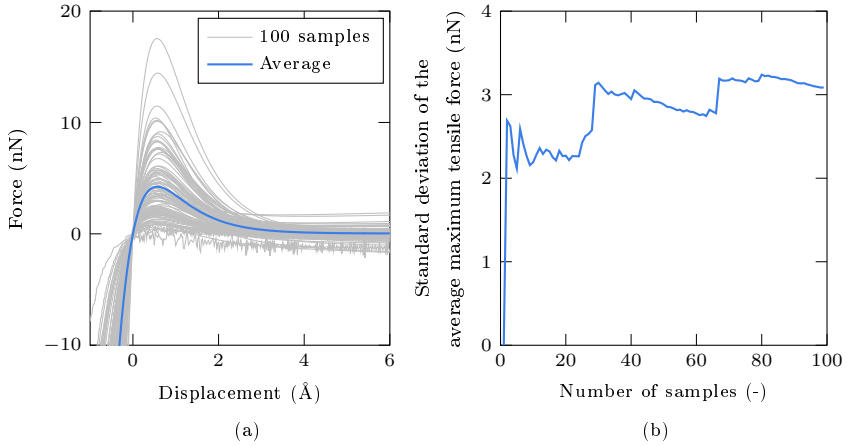 20
10
0
−10
0
2
4
6
Force (nN)
Displacement (Å)
100 samples
Average
(a)
4
3
2
1
0
0
20
40
60
80
100
Standard deviation of the
average maximum tensile force (nN)
Number of samples (-)
(b)